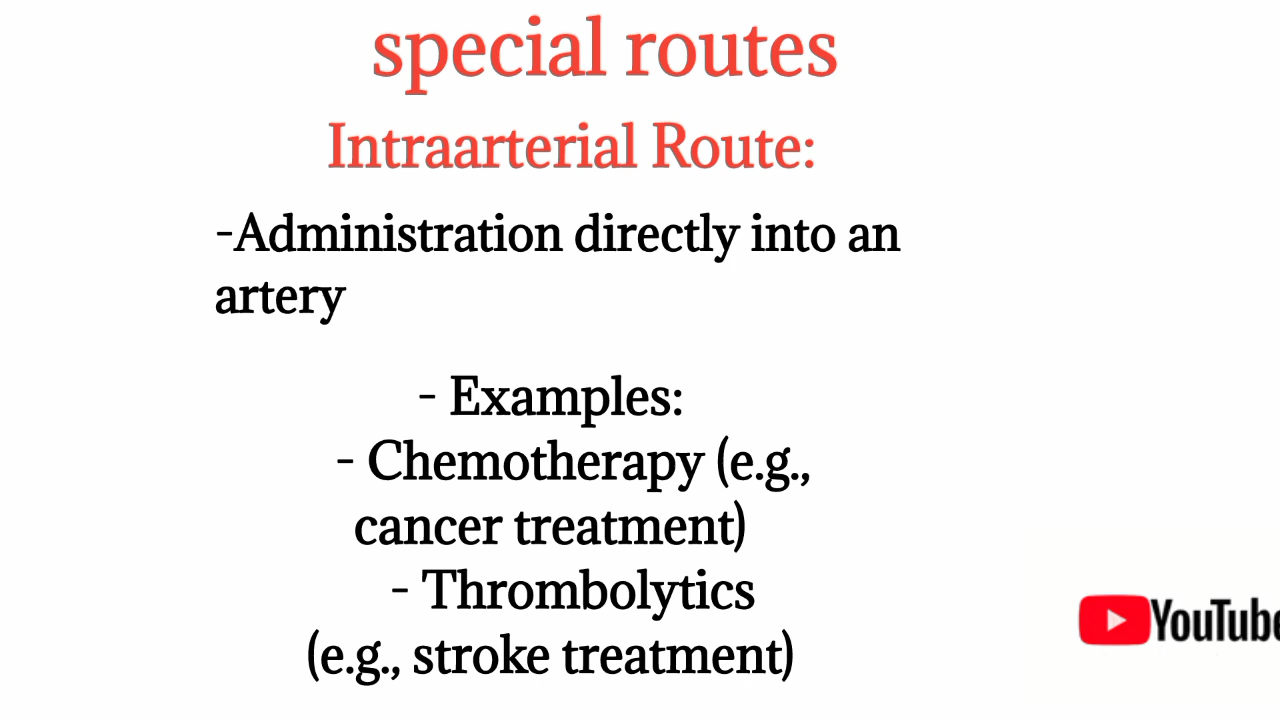 special routes
Intraarterial Route:
-Administration directly into an
artery
- Examples:
- Chemotherapy (e.g.,
cancer treatment)
- Thrombolytics
(e.g., stroke treatment)
YouTube